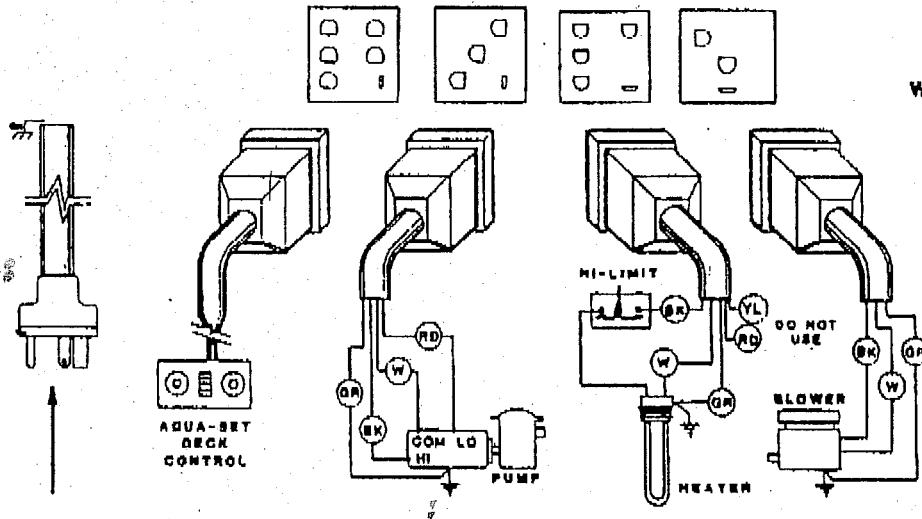 W
HI-LIMIT
BK
YL
RD
DO NOT
USE
RD
W
W
GR
BK
GR
BK
W
GR
COM LO
HI
PUMP
AQUA-SET
DECK
CONTROL
HEATER
BLOWER